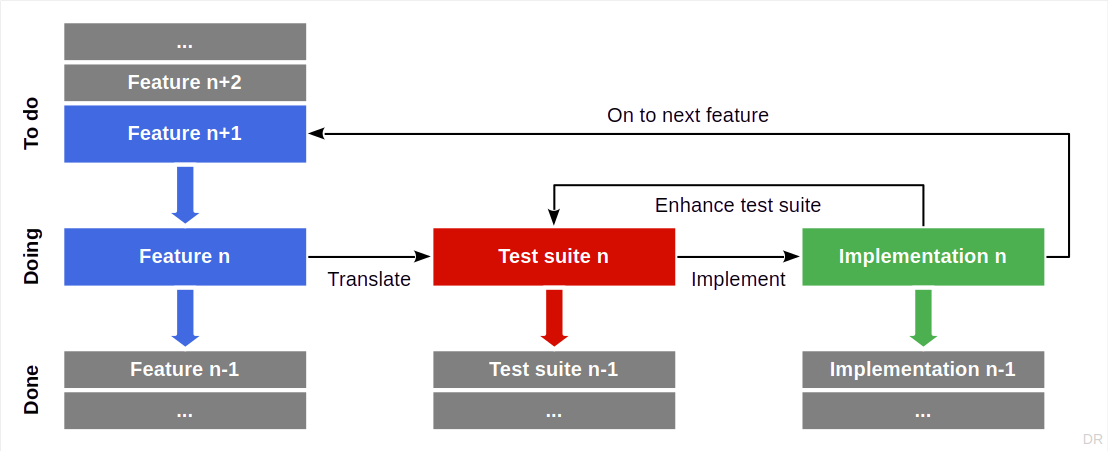 To do
...
Feature n+2
Feature n+1
On to next feature
Enhance test suite
Doing
Feature n
Translate
Test suite n
Implement
Implementation n
Done
Feature n-1
Test suite n-1
Implementation n-1
...
...
...
DR